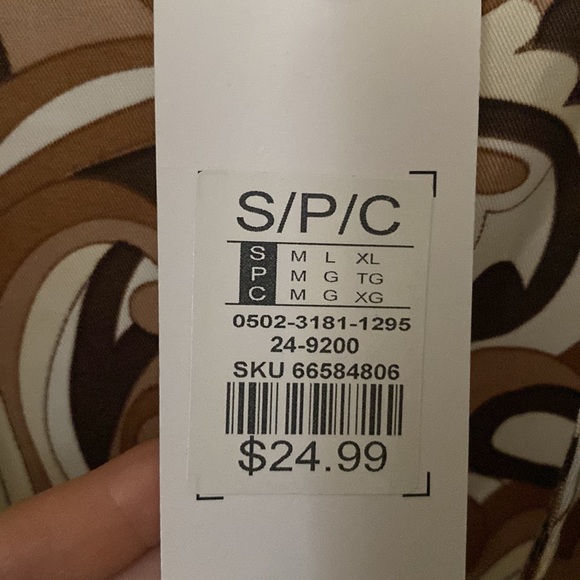 S/P/C
S M L XL
P M G TG
C M G XG
0502-3181-1295
24-9200
SKU 66584806
$24.99